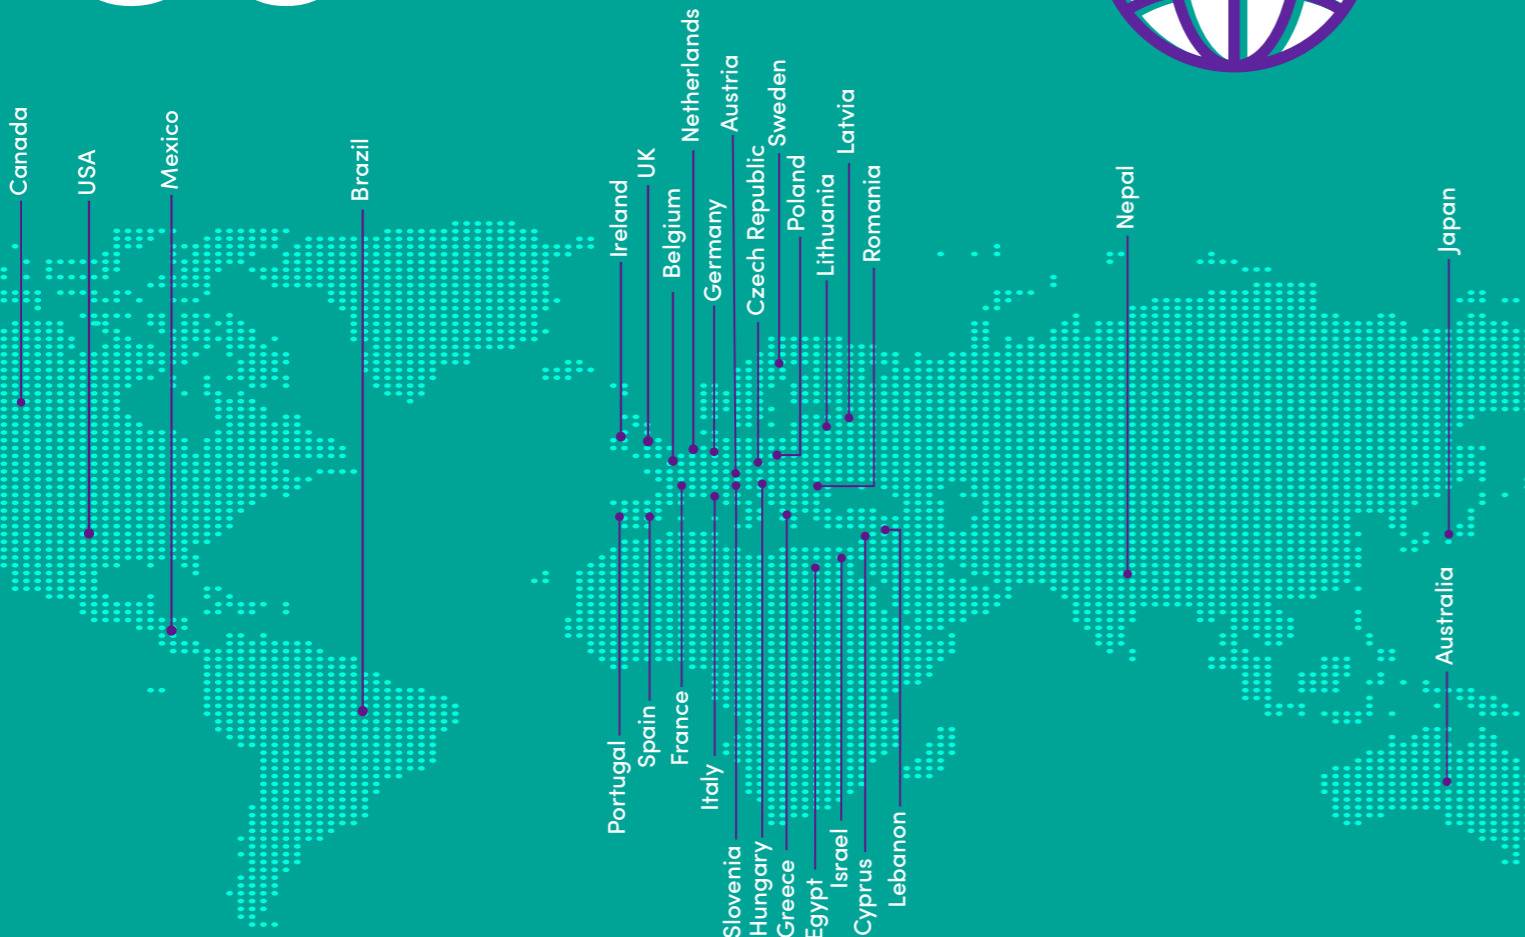 Canada
USA
Mexico
Brazil
Ireland
UK
Belgium
Netherlands
Germany
Austria
Czech Republic
Sweden
Poland
Lithuania
Latvia
Romania
Nepal
Japan
Portugal
Spain
France
Italy
Slovenia
Hungary
Greece
Egypt
Israel
Cyprus
Lebanon
Australia